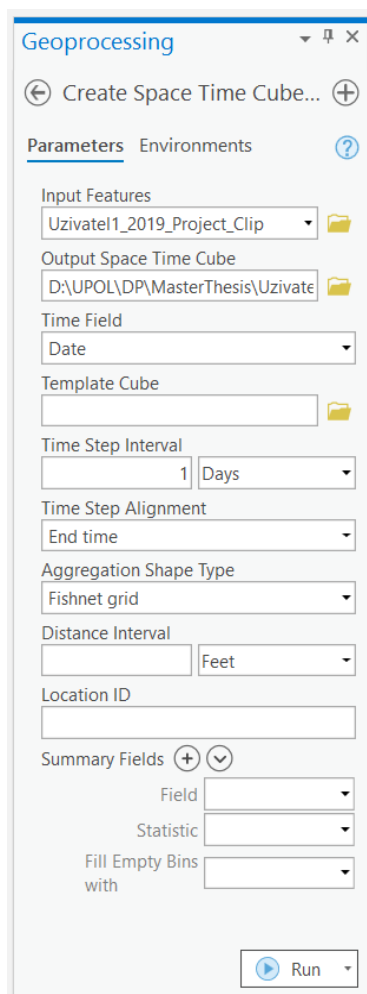 Geoprocessing
Create Space Time Cube...
Parameters Environments
Input Features
Uzivatel1_2019_Project_Clip
Output Space Time Cube
D:\UPOL\DP\MasterThesis\Uzivate
Time Field
Date
Template Cube
Time Step Interval
1 Days
Time Step Alignment
End time
Aggregation Shape Type
Fishnet grid
Distance Interval
Feet
Location ID
Summary Fields
Field
Statistic
Fill Empty Bins
with
Run